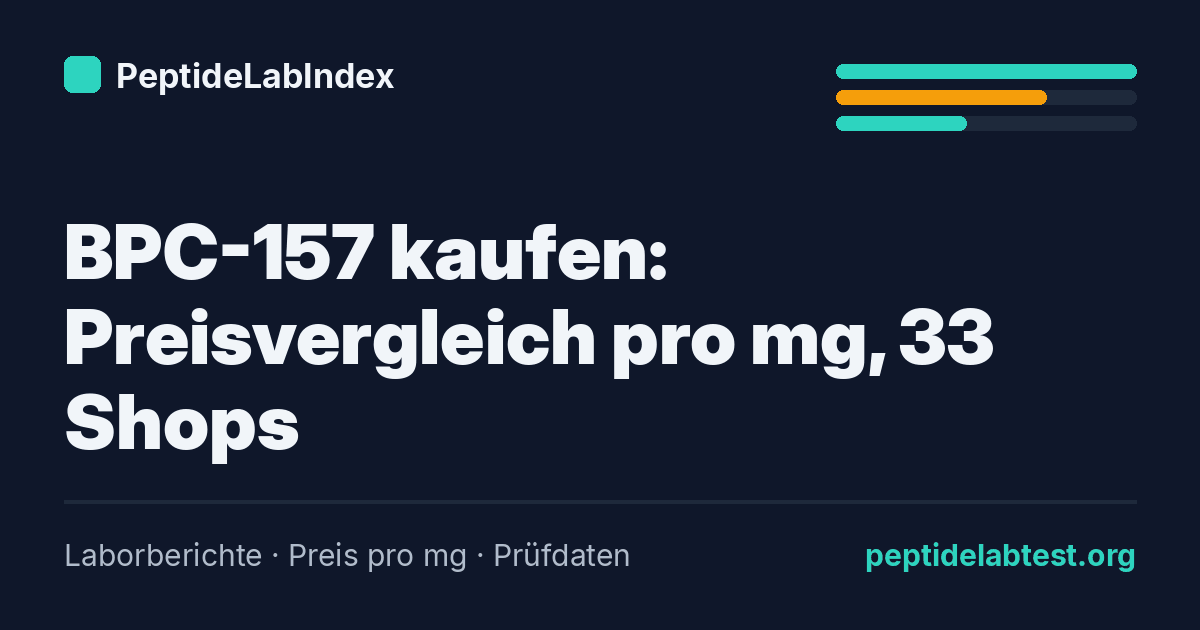 PeptideLabIndex
BPC-157 kaufen:
Preisvergleich pro mg, 33
Shops
Laborberichte · Preis pro mg · Prüfdaten
peptidelabtest.org